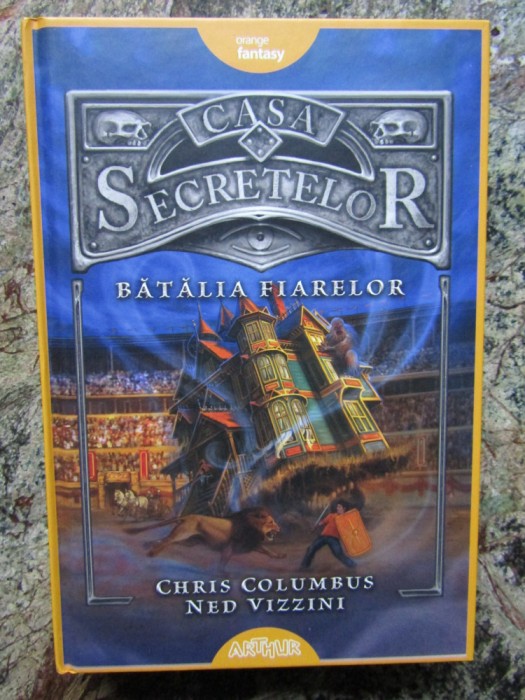 orange
fantasy
CASA
SECRETELOR
BĂTĂLIA FIARELOR
CHRIS COLUMBUS
NED VIZZINI
ARTHUR